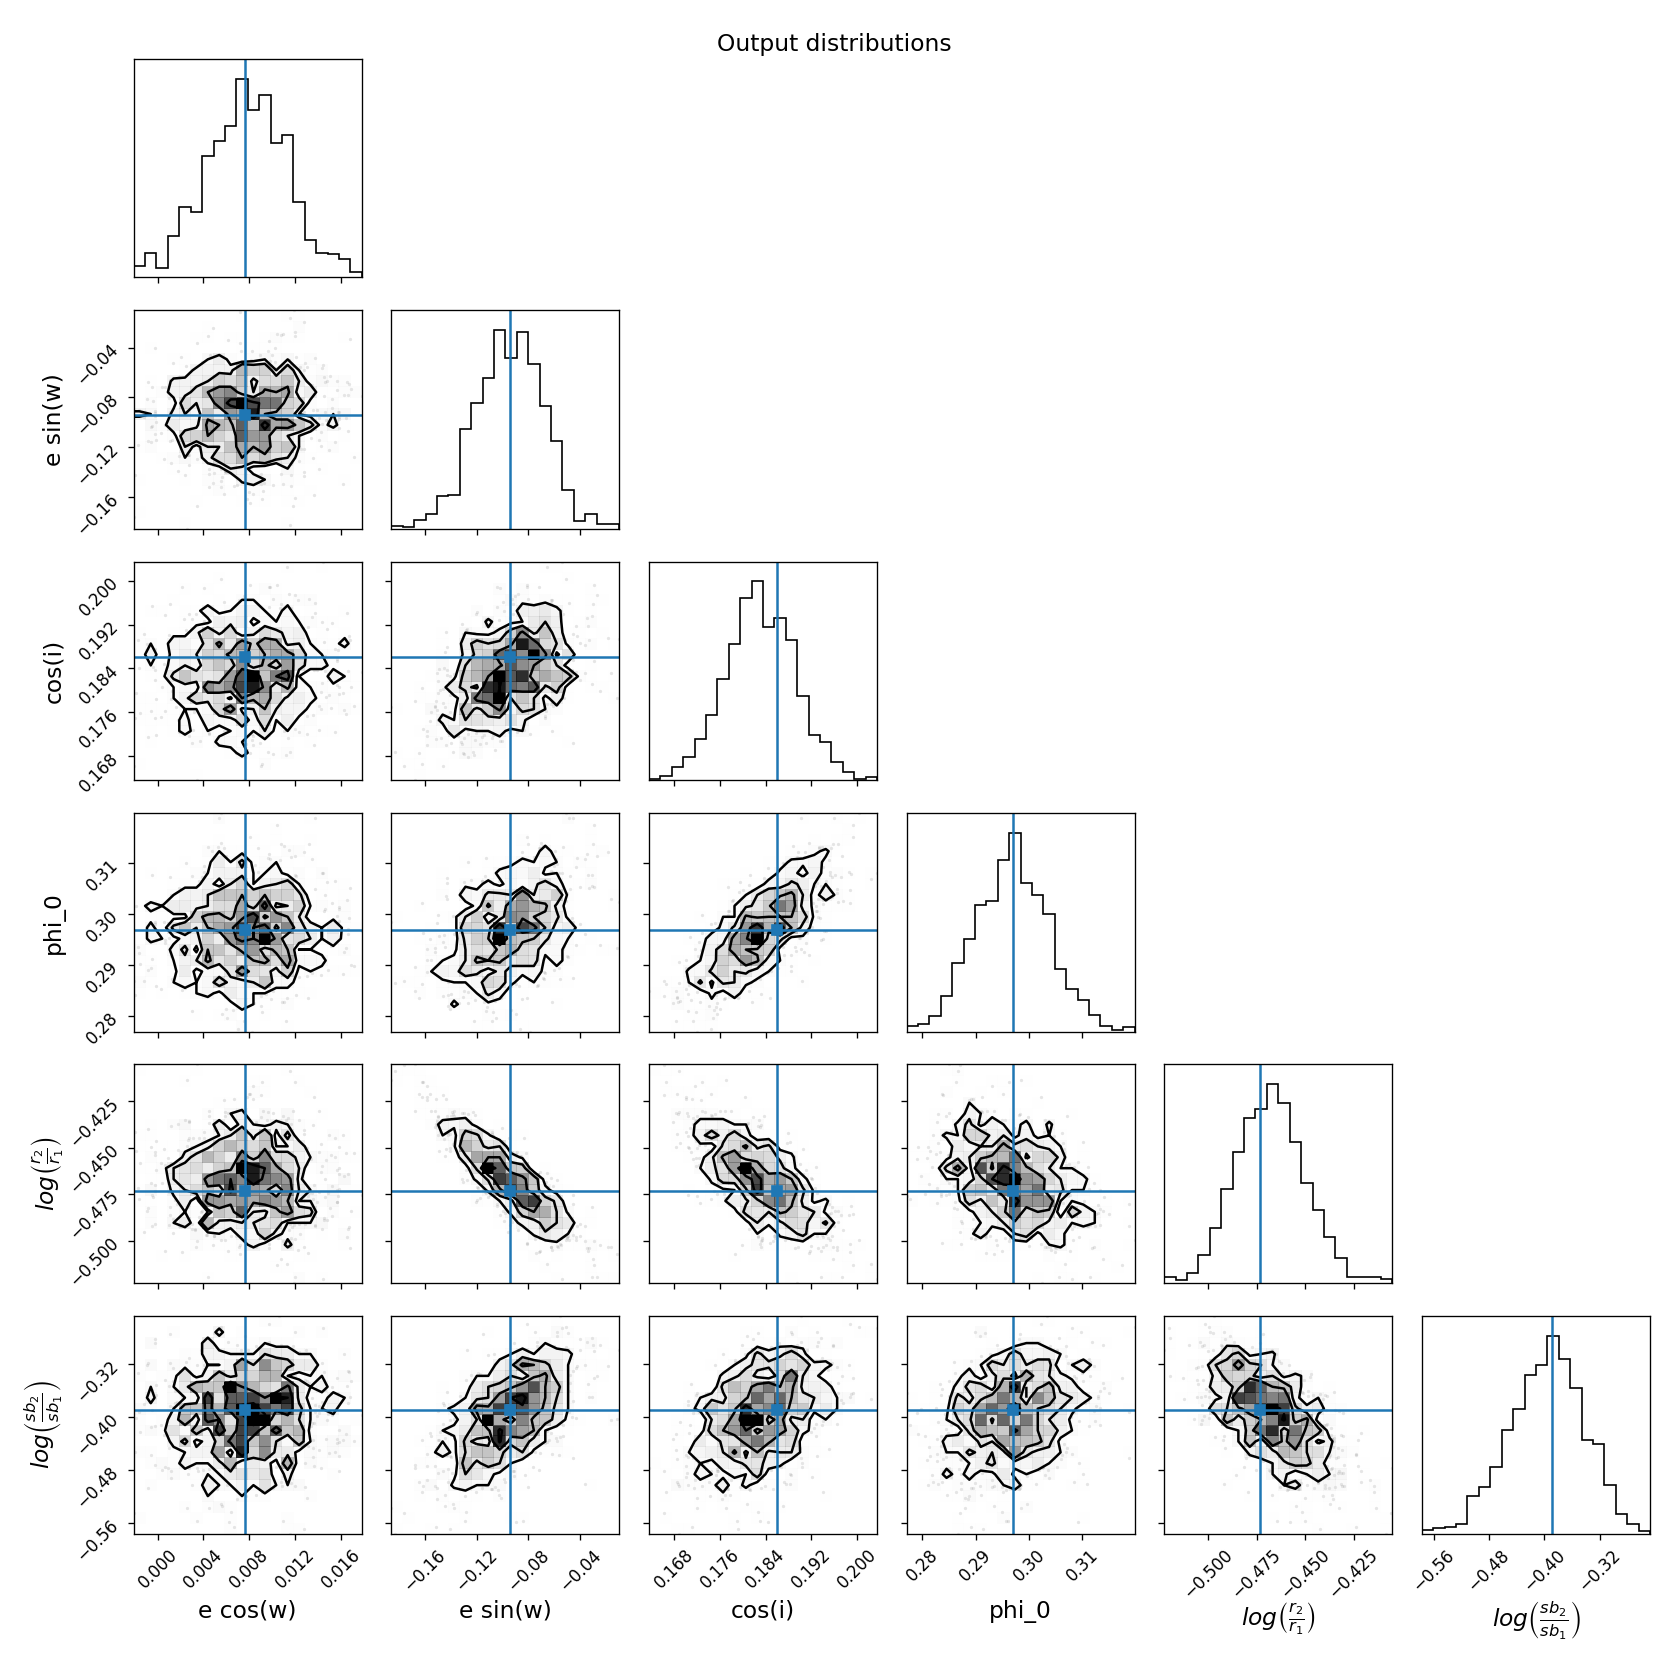 Output distributions
e sin(w)
−0.04
−0.08
−0.12
−0.16
cos(i)
0.200
0.192
0.184
0.176
0.168
phi_0
0.31
0.30
0.29
0.28
log(r₂/r₁)
−0.425
−0.450
−0.475
−0.500
log(sb₂/sb₁)
−0.32
−0.40
−0.48
−0.56
0.000 0.004 0.008 0.012 0.016 −0.16 −0.12 −0.08 −0.04 0.168 0.176 0.184 0.192 0.200 0.28 0.29 0.30 0.31 −0.500 −0.475 −0.450 −0.425 −0.56 −0.48 −0.40 −0.32
e cos(w) e sin(w) cos(i) phi_0 log(r₂/r₁) log(sb₂/sb₁)